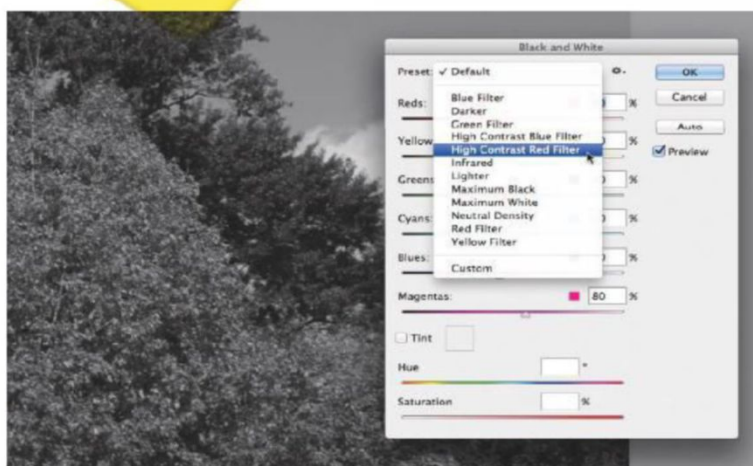 Black and White
Preset: ✓ Default
OK
Reds:
%
Cancel
Blue Filter
Darker
Green Filter
High Contrast Blue Filter
High Contrast Red Filter
Infrared
Lighter
Maximum Black
Maximum White
Neutral Density
Red Filter
Yellow Filter
Custom
Auto
Yellow
%
Preview
Greens
%
Cyans:
%
Blues:
%
Magentas:
80 %
Tint
Hue
°
Saturation
%